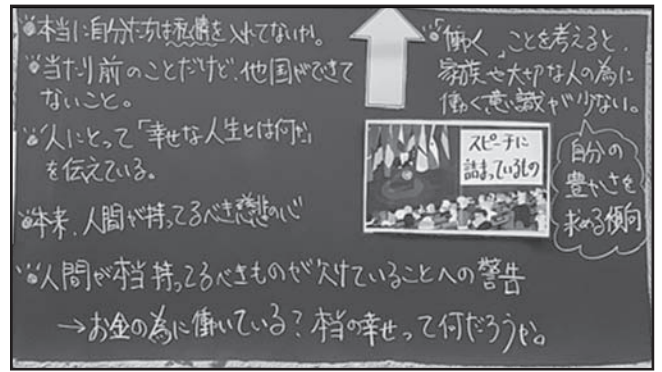 本当に自分たちは私情を入れてないか。
当たり前のことだけど、他国ができて
ないこと。
人にとって「幸せな人生とは何か」
を伝えている。
本来、人間が持ってるべき慈悲の心
人間が本当持ってるべきものが欠けていることへの警告
→お金の為に働いている?本当の幸せって何だろうか。
「働く」ことを考えると、
家族や大切な人の為に
働く意識が少ない。
スピーチに
詰まっているもの
自分の
豊かさを
求める傾向